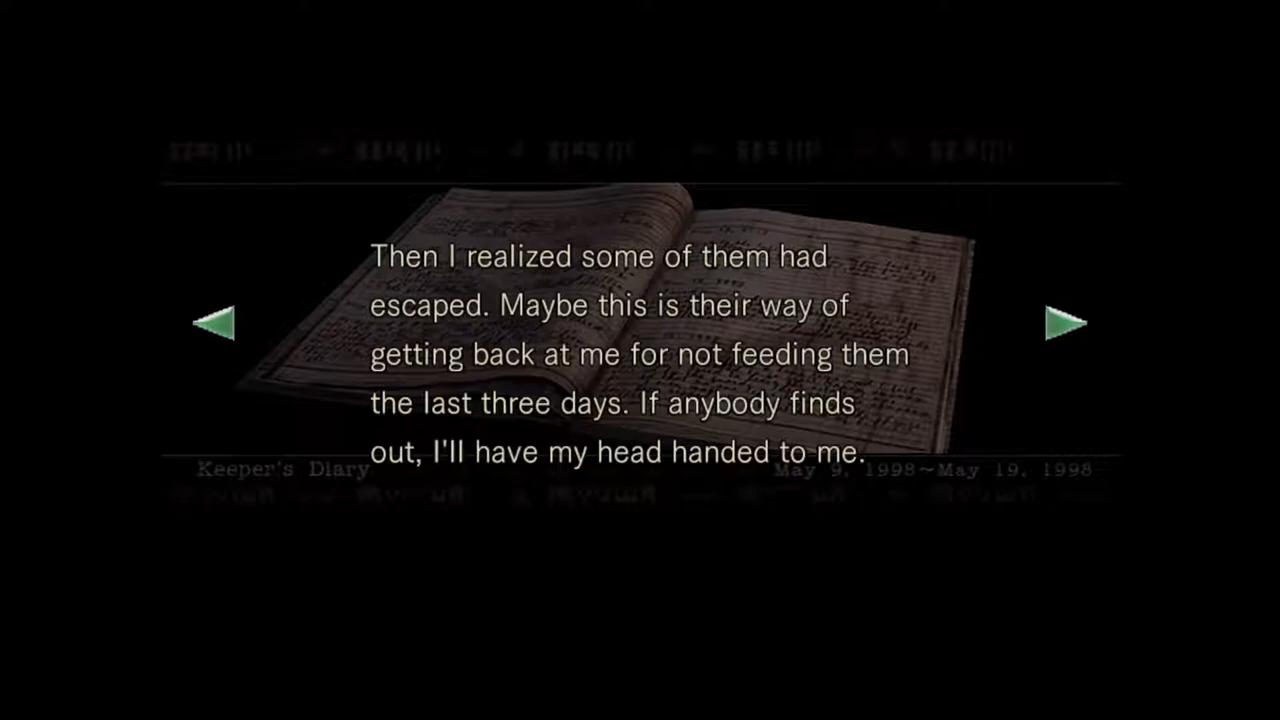 Then I realized some of them had
escaped. Maybe this is their way of
getting back at me for not feeding them
the last three days. If anybody finds
out, I'll have my head handed to me.
Keeper's Diary
May 9, 1998~May 19, 1998